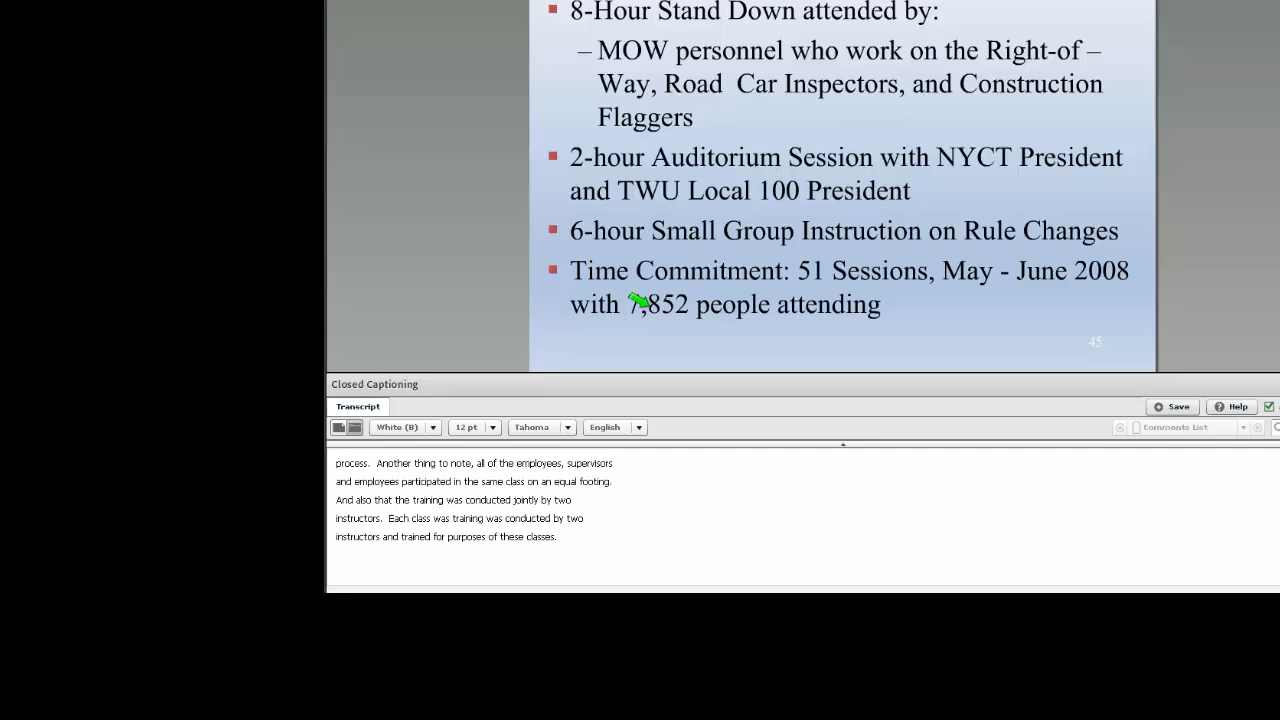 8-Hour Stand Down attended by:
– MOW personnel who work on the Right-of –
Way, Road Car Inspectors, and Construction
Flaggers
2-hour Auditorium Session with NYCT President
and TWU Local 100 President
6-hour Small Group Instruction on Rule Changes
Time Commitment: 51 Sessions, May - June 2008
with 7,852 people attending
45
Closed Captioning
Transcript
Save
Help
White (8)
12 pt
Tahoma
English
Comments List
process. Another thing to note, all of the employees, supervisors
and employees participated in the same class on an equal footing.
And also that the training was conducted jointly by two
instructors. Each class was training was conducted by two
instructors and trained for purposes of these classes.